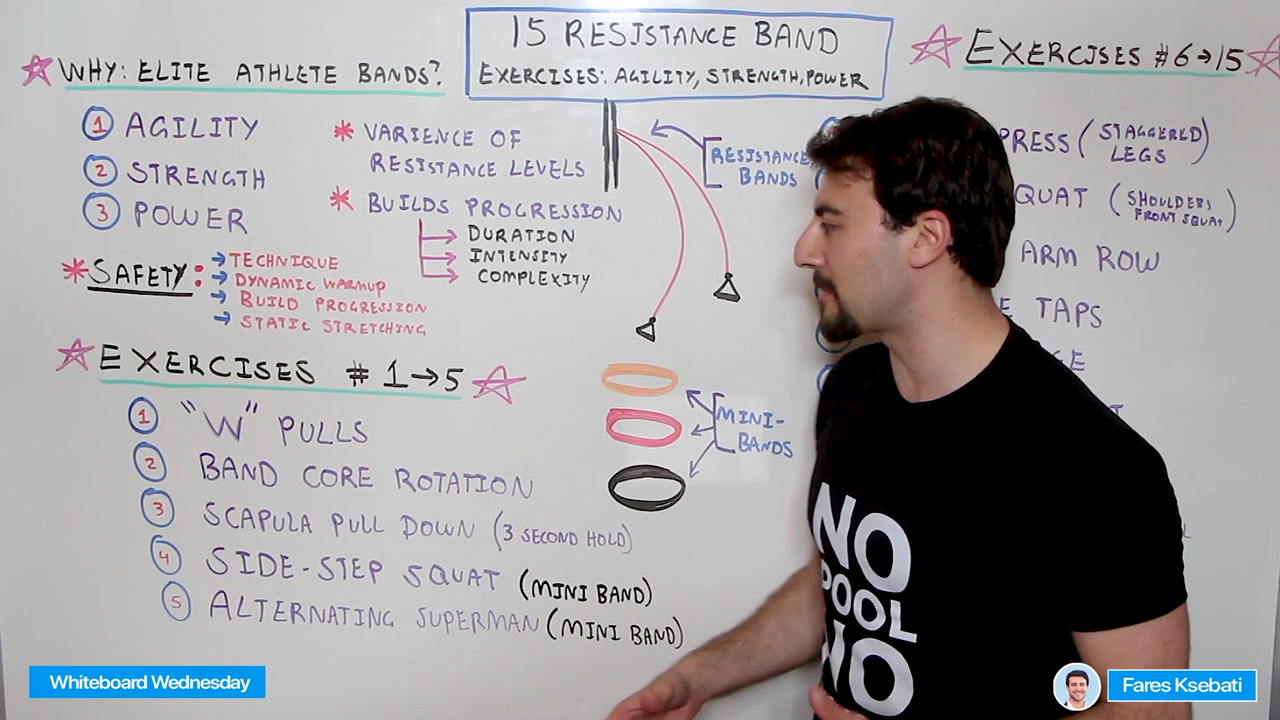 15 RESISTANCE BAND
EXERCISES: AGILITY, STRENGTH, POWER
WHY: ELITE ATHLETE BANDS?
1 AGILITY
2 STRENGTH
3 POWER
* VARIENCE OF
RESISTANCE LEVELS
* BUILDS PROGRESSION
DURATION
INTENSITY
COMPLEXITY
* SAFETY:
→ TECHNIQUE
→ DYNAMIC WARMUP
→ BUILD PROGRESSION
→ STATIC STRETCHING
EXERCISES # 1→5
1 "W" PULLS
2 BAND CORE ROTATION
3 SCAPULA PULL DOWN (3 SECOND HOLD)
4 SIDE-STEP SQUAT (MINI BAND)
5 ALTERNATING SUPERMAN (MINI BAND)
RESISTANCE
BANDS
MINI-
BANDS
EXERCISES #6→15
PRESS (STAGGERED
LEGS)
SQUAT (SHOULDERS
FRONT SQUAT)
ARM ROW
TAPS
NO
POOL
NO
Whiteboard Wednesday
Fares Ksebati